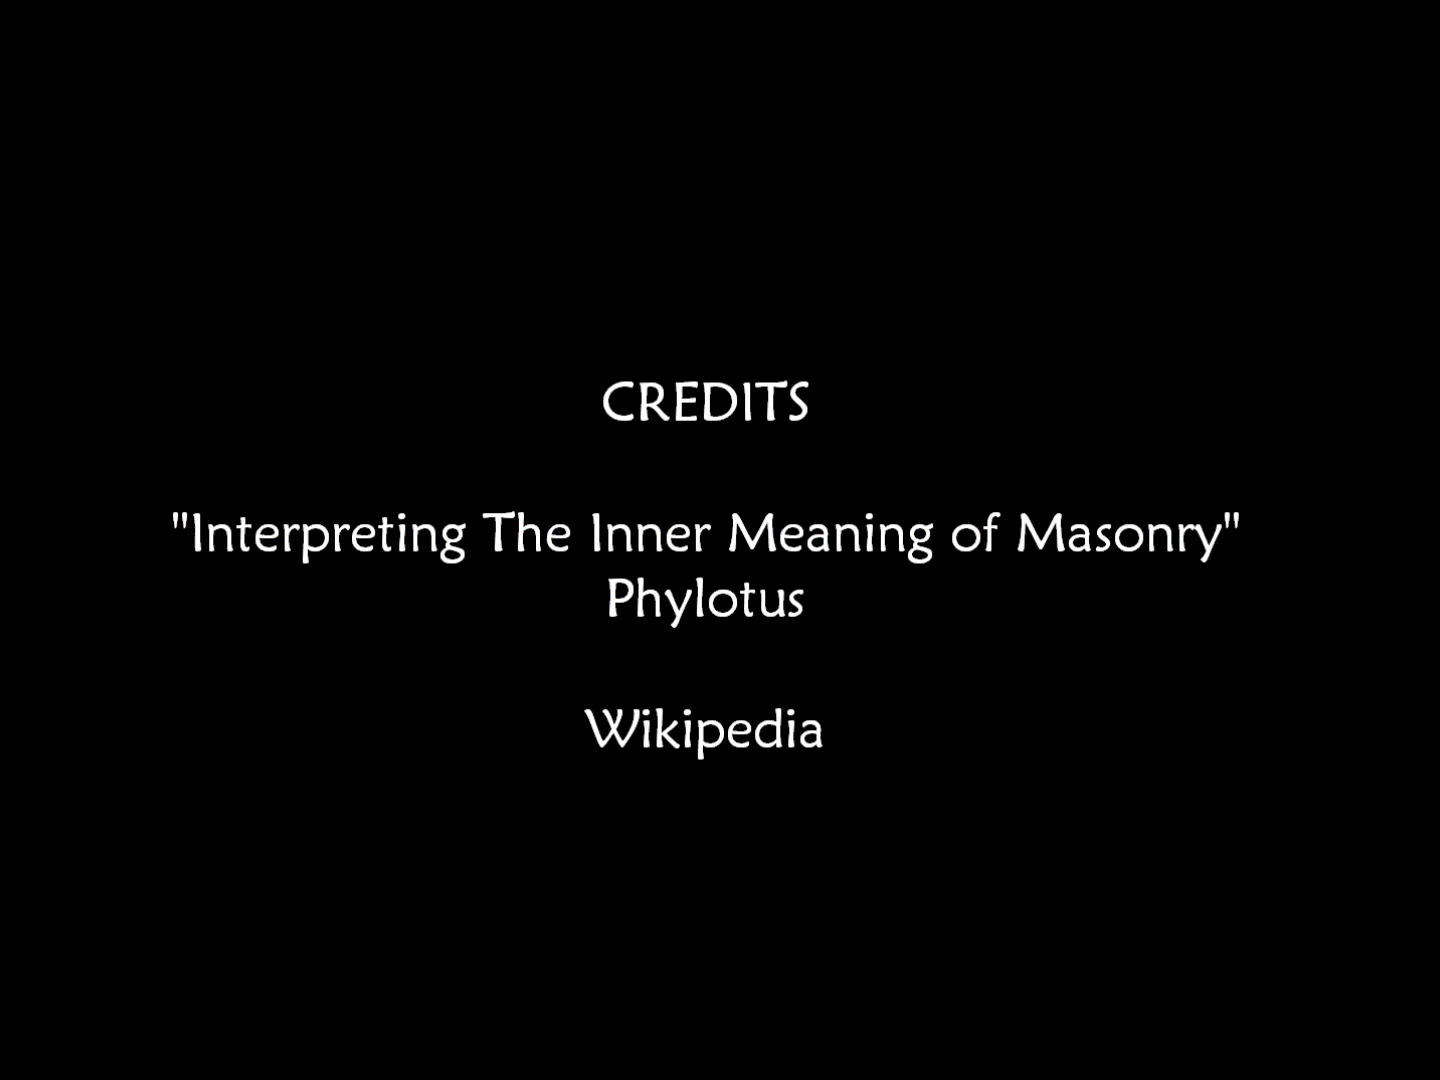 CREDITS
"Interpreting The Inner Meaning of Masonry"
Phylotus
Wikipedia